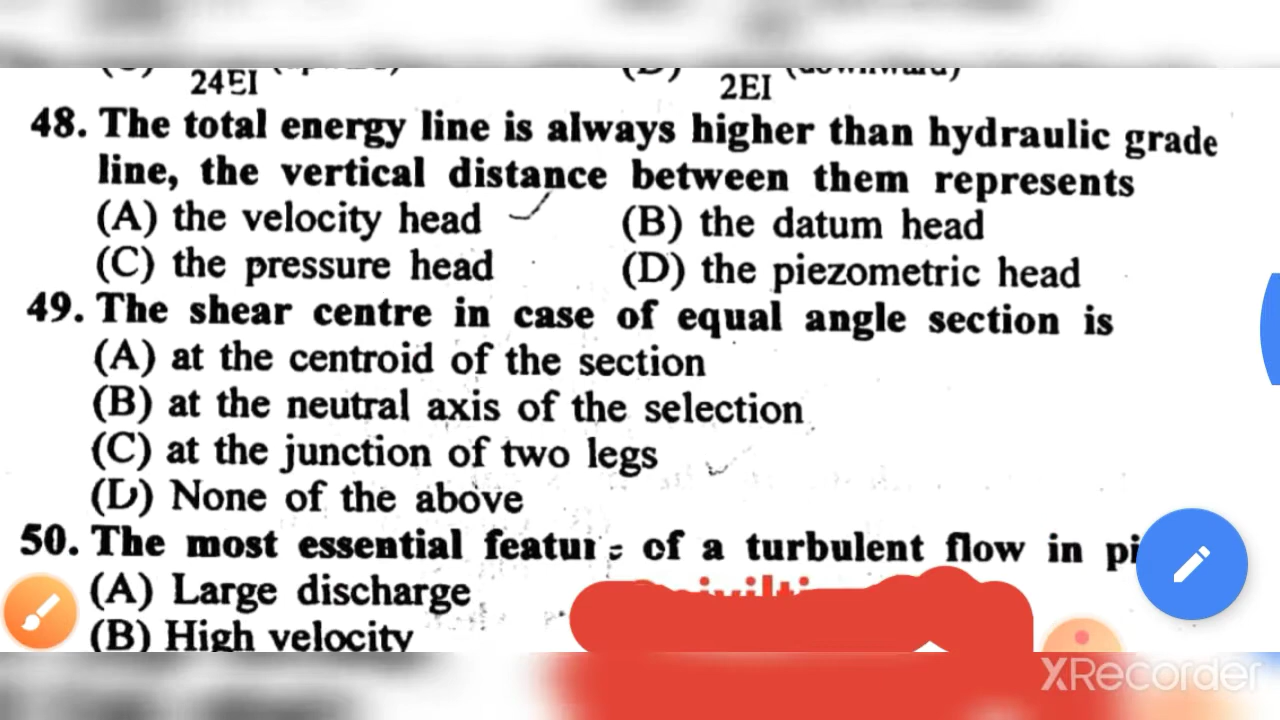 24EI
2EI
48. The total energy line is always higher than hydraulic grade
line, the vertical distance between them represents
(A) the velocity head (B) the datum head
(C) the pressure head (D) the piezometric head
49. The shear centre in case of equal angle section is
(A) at the centroid of the section
(B) at the neutral axis of the selection
(C) at the junction of two legs
(D) None of the above
50. The most essential of a turbulent flow in
(A) Large discharge
(B) High velocity
XRecorder